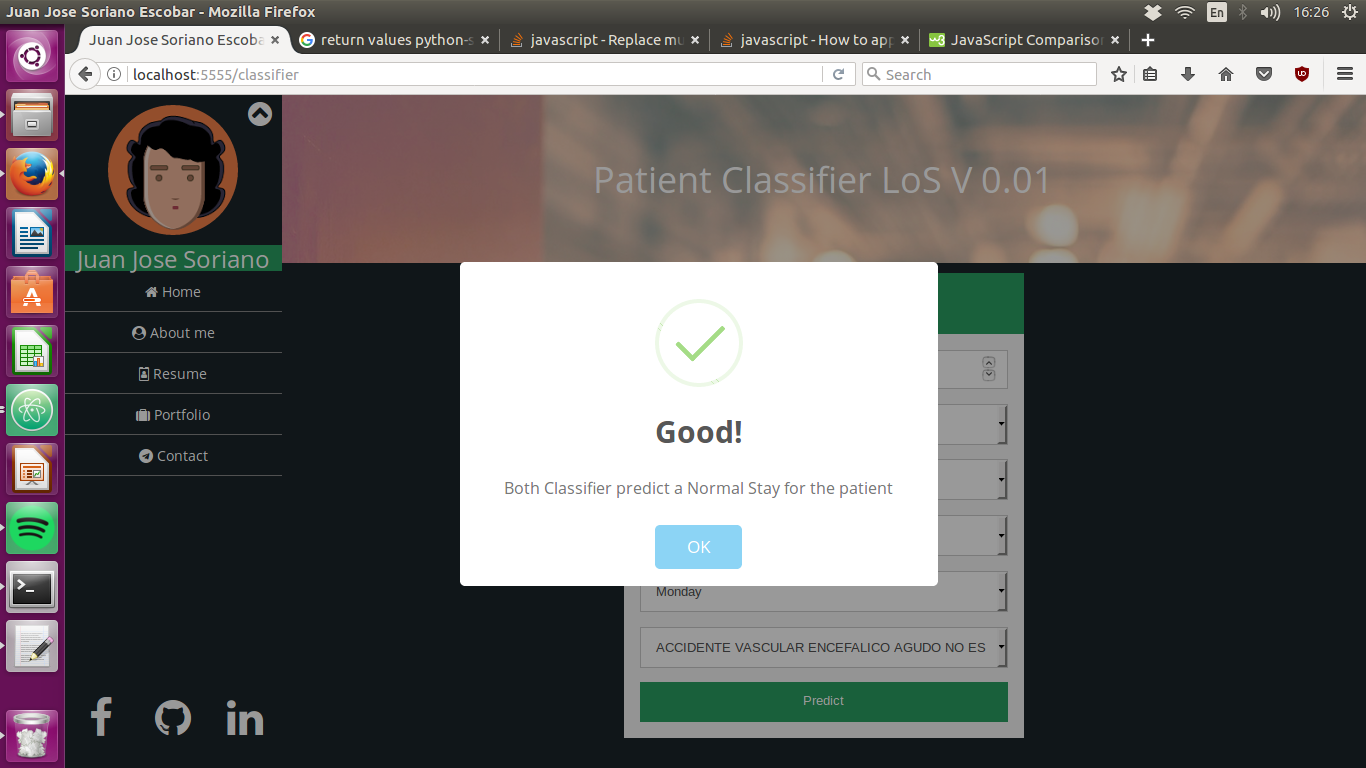 Juan Jose Soriano Escobar - Mozilla Firefox
En
16:26
Juan Jose Soriano Escoba
return values python-s
javascript - Replace mu
javascript - How to app
JavaScript Comparison
localhost:5555/classifier
Search
Patient Classifier LoS V 0.01
Juan Jose Soriano
Home
About me
Resume
Portfolio
Contact
Good!
Both Classifier predict a Normal Stay for the patient
OK
Monday
ACCIDENTE VASCULAR ENCEFALICO AGUDO NO ES
Predict